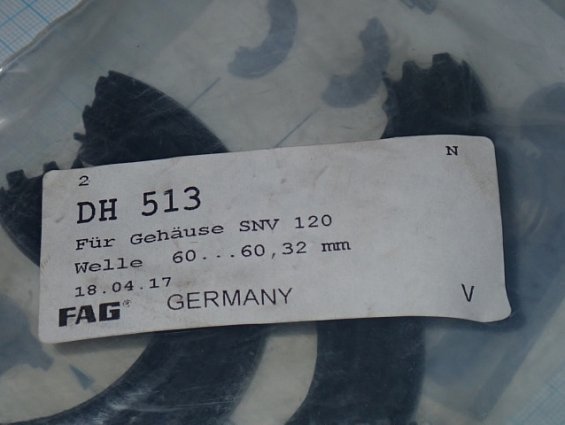 2 N
DH 513
Für Gehäuse SNV 120
Welle 60...60,32 mm
18.04.17
FAG® GERMANY V